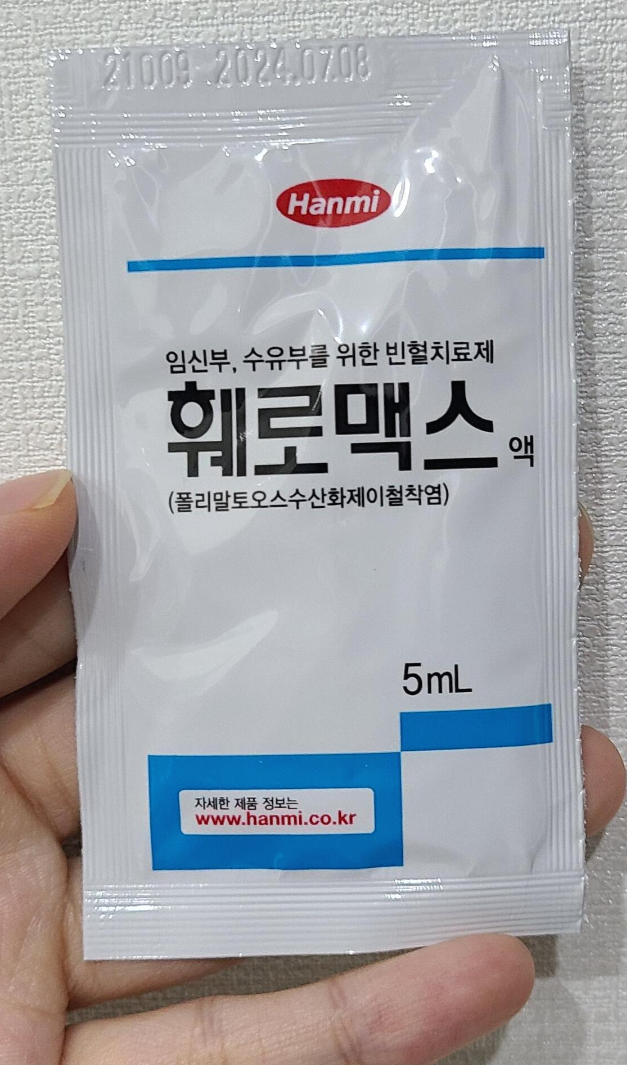 21009 2024.07.08
Hanmi
임신부, 수유부를 위한 빈혈치료제
훼로맥스액
(폴리말토오스수산화제이철착염)
5mL
자세한 제품 정보는
www.hanmi.co.kr